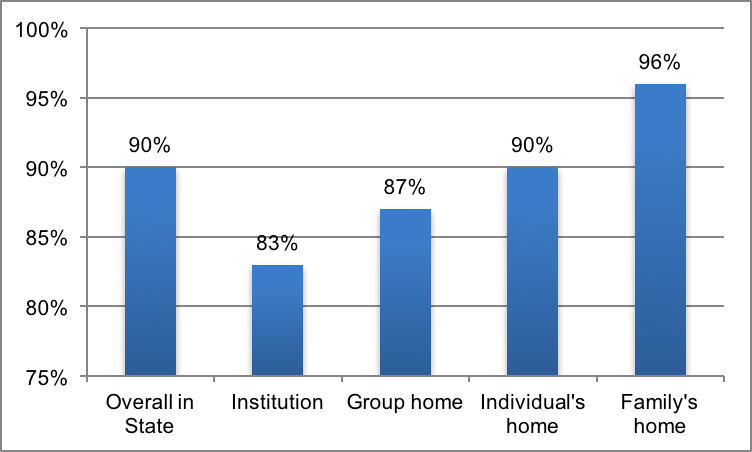 100%
95%
90%
85%
80%
75%
90%
83%
87%
90%
96%
Overall in
State
Institution
Group home
Individual's
home
Family's
home